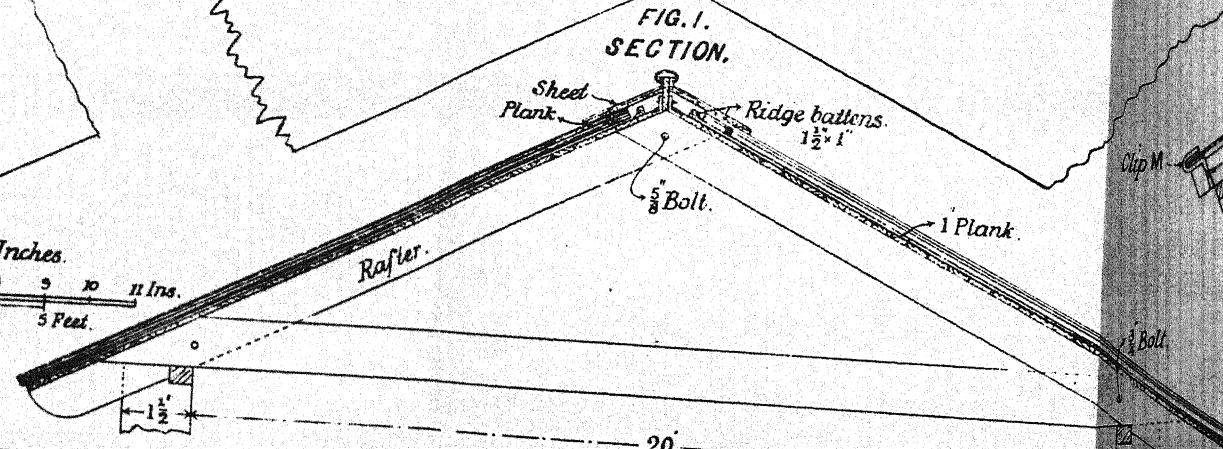 FIG. 1.
SECTION.
Sheet
Plank
Ridge battens.
1½" × 1"
Clip M
⅝" Bolt.
1" Plank.
Rafter.
Inches.
9 10 11 Ins.
5 Feet.
¾" Bolt
1½"
20'